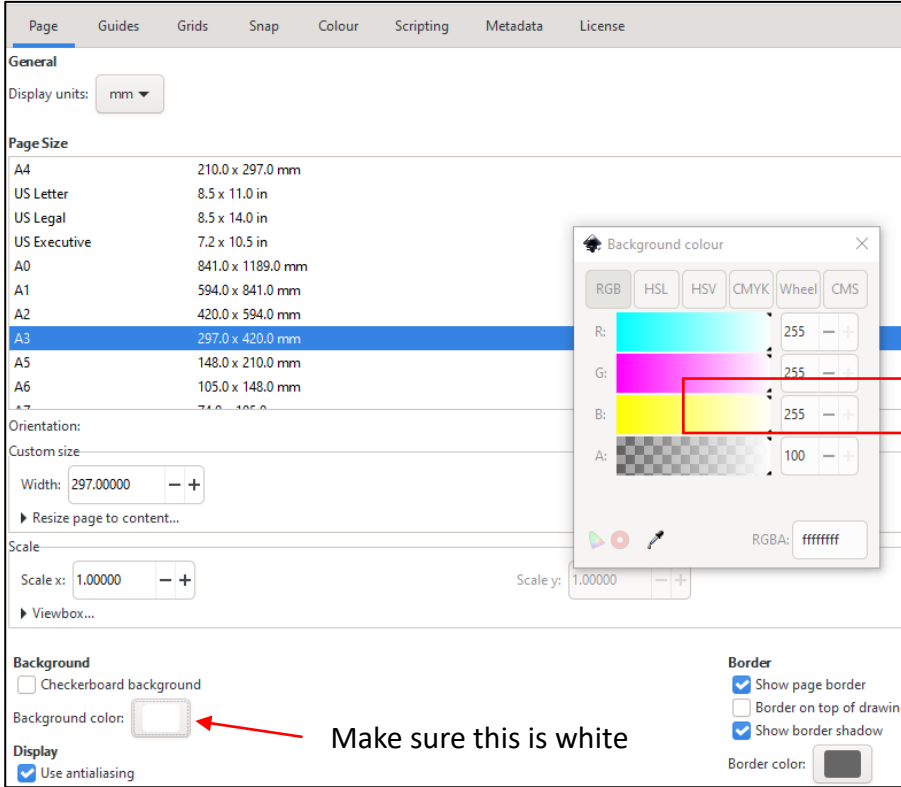 Page Guides Grids Snap Colour Scripting Metadata License
General
Display units: mm
Page Size
A4 210.0 x 297.0 mm
US Letter 8.5 x 11.0 in
US Legal 8.5 x 14.0 in
US Executive 7.2 x 10.5 in
A0 841.0 x 1189.0 mm
A1 594.0 x 841.0 mm
A2 420.0 x 594.0 mm
A3 297.0 x 420.0 mm
A5 148.0 x 210.0 mm
A6 105.0 x 148.0 mm
Orientation:
Custom size
Width: 297.00000
Resize page to content...
Scale
Scale x: 1.00000 Scale y: 1.00000
Viewbox...
Background colour
RGB HSL HSV CMYK Wheel CMS
R: 255
G: 255
B: 255
A: 100
RGBA: ffffffff
Background
Checkerboard background
Background color:
Make sure this is white
Display
Use antialiasing
Border
Show page border
Border on top of drawin
Show border shadow
Border color: